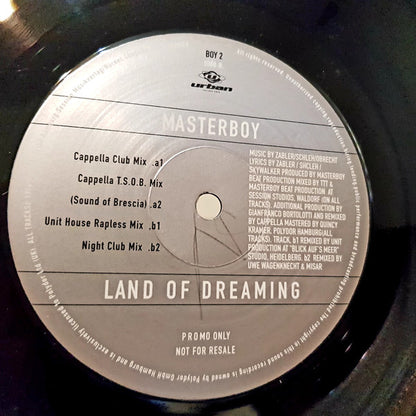 BOY 2
urban
MASTERBOY
Cappella Club Mix .a1
Cappella T.S.O.B. Mix
(Sound of Brescia) .a2
Unit House Rapless Mix .b1
Night Club Mix .b2
MUSIC BY ZABLER/SCHLEH/OBRECHT
LYRICS BY ZABLER / SHCLEH /
SKYWALKER PRODUCED BY MASTERBOY
BEAT PRODUCTION MIXED BY TTT &
MASTERBOY BEAT PRODUCTION AT
SESSION STUDIOS, WALLDORF (ON ALL
TRACKS). ADDITIONAL PRODUCTION BY
GIANFRANCO BORTOLOTTI AND REMIXED
BY CAPPELLA MASTERED BY QUINCY
KRAMER, POLYDOR HAMBURG(ALL
TRACKS). TRACK. b1 REMIXED BY UNIT
PRODUCTION AT "BLICK AUF'S MEER"
STUDIO, HEIDELBERG. b2 REMIXED BY
UWE WAGENKNECHT & MISAR
LAND OF DREAMING
PROMO ONLY
NOT FOR RESALE